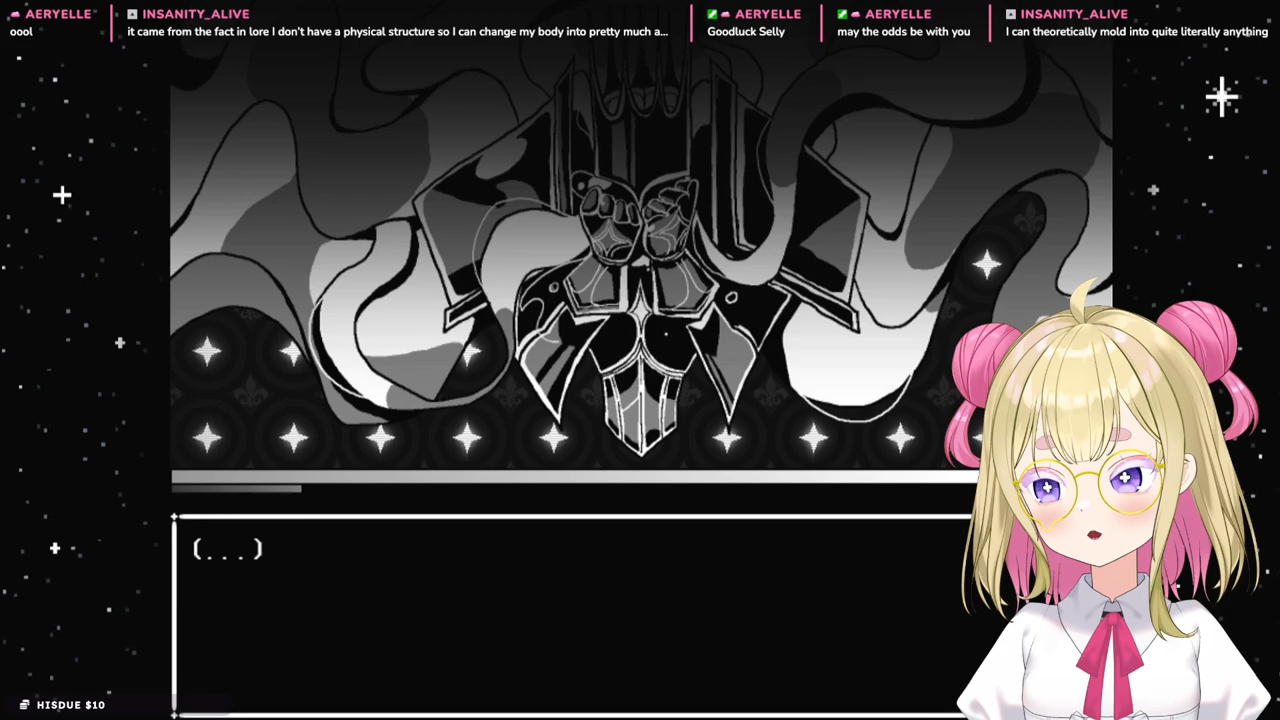 AERYELLE
oool
INSANITY_ALIVE
it came from the fact in lore I don't have a physical structure so I can change my body into pretty much a...
AERYELLE
Goodluck Selly
AERYELLE
may the odds be with you
INSANITY_ALIVE
I can theoretically mold into quite literally anything
(...)
HISDUE $10